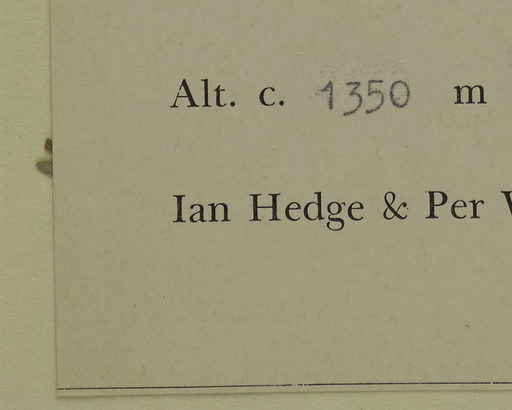 Alt. c. 1350 m
Ian Hedge & Per